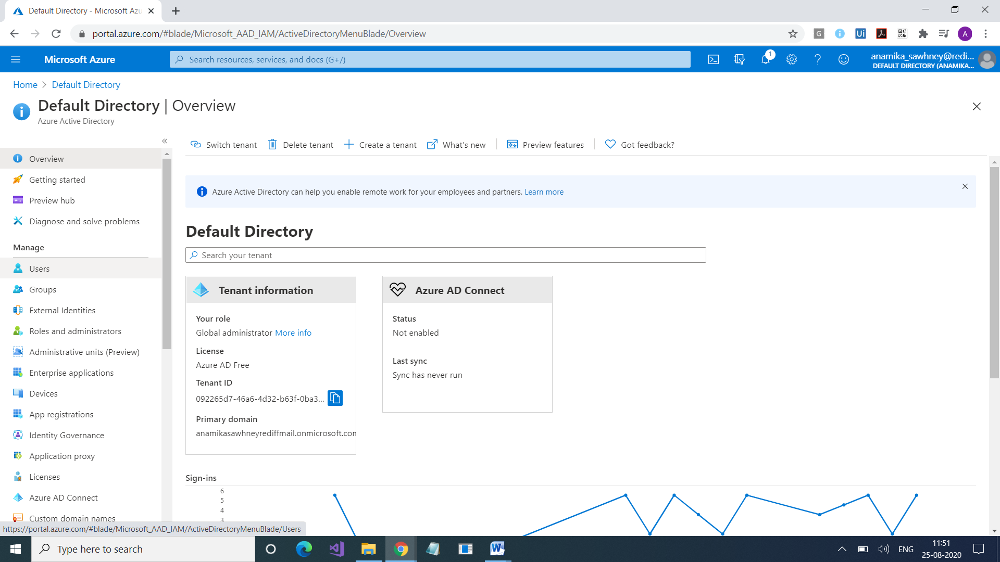 Default Directory - Microsoft Azu
portal.azure.com/#blade/Microsoft_AAD_IAM/ActiveDirectoryMenuBlade/Overview
G
Ui
A
Microsoft Azure
Search resources, services, and docs (G+/)
1
anamika_sawhney@redi...
DEFAULT DIRECTORY (ANAMIKA...
Home > Default Directory
Default Directory | Overview
Azure Active Directory
Switch tenant
Delete tenant
Create a tenant
What's new
Preview features
Got feedback?
Overview
Getting started
Preview hub
Diagnose and solve problems
Manage
Users
Groups
External Identities
Roles and administrators
Administrative units (Preview)
Enterprise applications
Devices
App registrations
Identity Governance
Application proxy
Licenses
Azure AD Connect
Custom domain names
Azure Active Directory can help you enable remote work for your employees and partners. Learn more
Default Directory
Search your tenant
Tenant information
Your role
Global administrator More info
License
Azure AD Free
Tenant ID
092265d7-46a6-4d32-b63f-0ba3...
Primary domain
anamikasawhneyrediffmail.onmicrosoft.com
Azure AD Connect
Status
Not enabled
Last sync
Sync has never run
Sign-ins
6
5
4
3
https://portal.azure.com/#blade/Microsoft_AAD_IAM/ActiveDirectoryMenuBlade/Users
Type here to search
ENG
11:51
25-08-2020